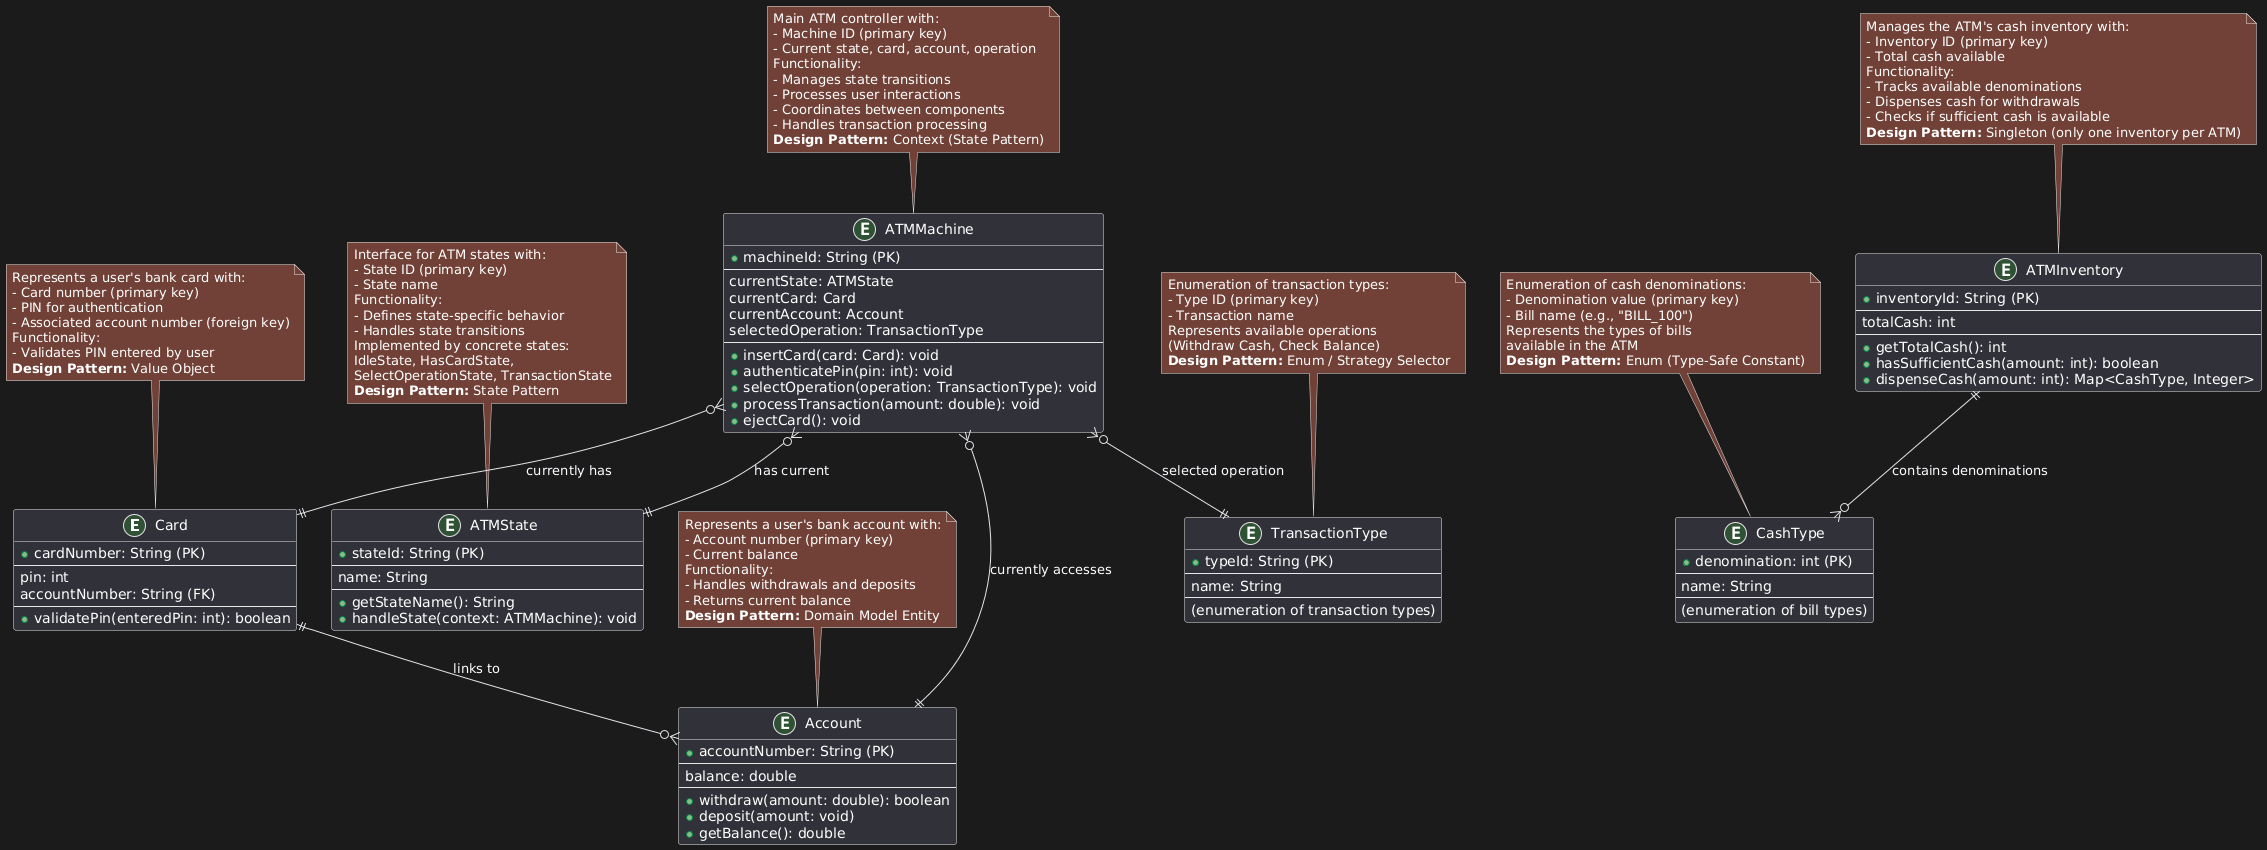 Main ATM controller with:
- Machine ID (primary key)
- Current state, card, account, operation
Functionality:
- Manages state transitions
- Processes user interactions
- Coordinates between components
- Handles transaction processing
Design Pattern: Context (State Pattern)
Manages the ATM's cash inventory with:
- Inventory ID (primary key)
- Total cash available
Functionality:
- Tracks available denominations
- Dispenses cash for withdrawals
- Checks if sufficient cash is available
Design Pattern: Singleton (only one inventory per ATM)
Represents a user's bank card with:
- Card number (primary key)
- PIN for authentication
- Associated account number (foreign key)
Functionality:
- Validates PIN entered by user
Design Pattern: Value Object
Interface for ATM states with:
- State ID (primary key)
- State name
Functionality:
- Defines state-specific behavior
- Handles state transitions
Implemented by concrete states:
IdleState, HasCardState,
SelectOperationState, TransactionState
Design Pattern: State Pattern
E ATMMachine
machineId: String (PK)
currentState: ATMState
currentCard: Card
currentAccount: Account
selectedOperation: TransactionType
insertCard(card: Card): void
authenticatePin(pin: int): void
selectOperation(operation: TransactionType): void
processTransaction(amount: double): void
ejectCard(): void
Enumeration of transaction types:
- Type ID (primary key)
- Transaction name
Represents available operations
(Withdraw Cash, Check Balance)
Design Pattern: Enum / Strategy Selector
Enumeration of cash denominations:
- Denomination value (primary key)
- Bill name (e.g., "BILL_100")
Represents the types of bills
available in the ATM
Design Pattern: Enum (Type-Safe Constant)
E ATMInventory
inventoryId: String (PK)
totalCash: int
getTotalCash(): int
hasSufficientCash(amount: int): boolean
dispenseCash(amount: int): Map<CashType, Integer>
currently has
has current
selected operation
contains denominations
E Card
cardNumber: String (PK)
pin: int
accountNumber: String (FK)
validatePin(enteredPin: int): boolean
E ATMState
stateId: String (PK)
name: String
getStateName(): String
handleState(context: ATMMachine): void
Represents a user's bank account with:
- Account number (primary key)
- Current balance
Functionality:
- Handles withdrawals and deposits
- Returns current balance
Design Pattern: Domain Model Entity
currently accesses
E TransactionType
typeId: String (PK)
name: String
(enumeration of transaction types)
E CashType
denomination: int (PK)
name: String
(enumeration of bill types)
links to
E Account
accountNumber: String (PK)
balance: double
withdraw(amount: double): boolean
deposit(amount: void)
getBalance(): double